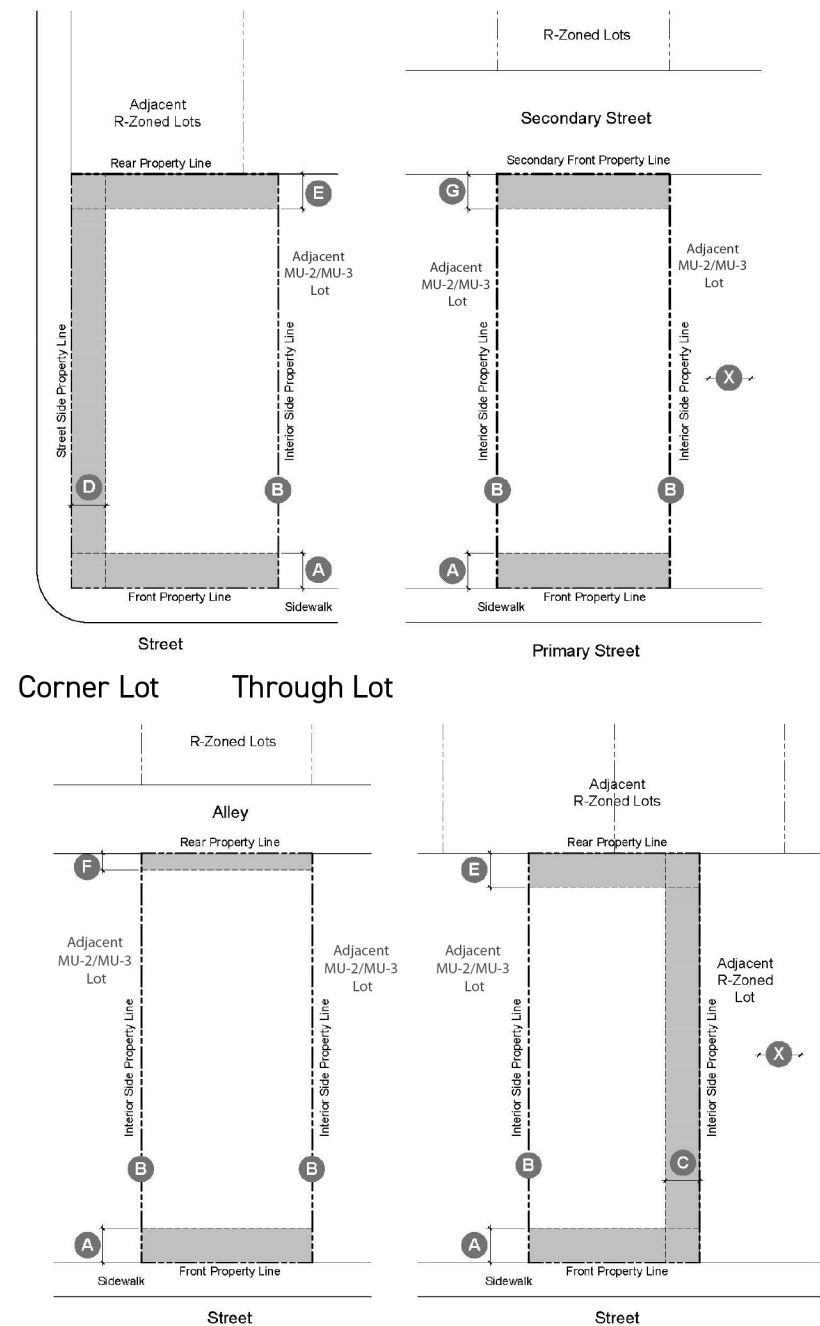 Adjacent
R-Zoned Lots
Rear Property Line
E
Adjacent
MU-2/MU-3
Lot
Street Side Property Line
Interior Side Property Line
D
B
A
Front Property Line
Sidewalk
Street
R-Zoned Lots
Secondary Street
Secondary Front Property Line
G
Adjacent
MU-2/MU-3
Lot
Adjacent
MU-2/MU-3
Lot
Interior Side Property Line
Interior Side Property Line
X
B
B
A
Sidewalk
Front Property Line
Primary Street
Corner Lot
Through Lot
R-Zoned Lots
Alley
Rear Property Line
F
Adjacent
MU-2/MU-3
Lot
Adjacent
MU-2/MU-3
Lot
Interior Side Property Line
Interior Side Property Line
B
B
A
Front Property Line
Sidewalk
Street
Adjacent
R-Zoned Lots
Rear Property Line
E
Adjacent
MU-2/MU-3
Lot
Adjacent
R-Zoned
Lot
Interior Side Property Line
Interior Side Property Line
X
B
C
A
Front Property Line
Sidewalk
Street